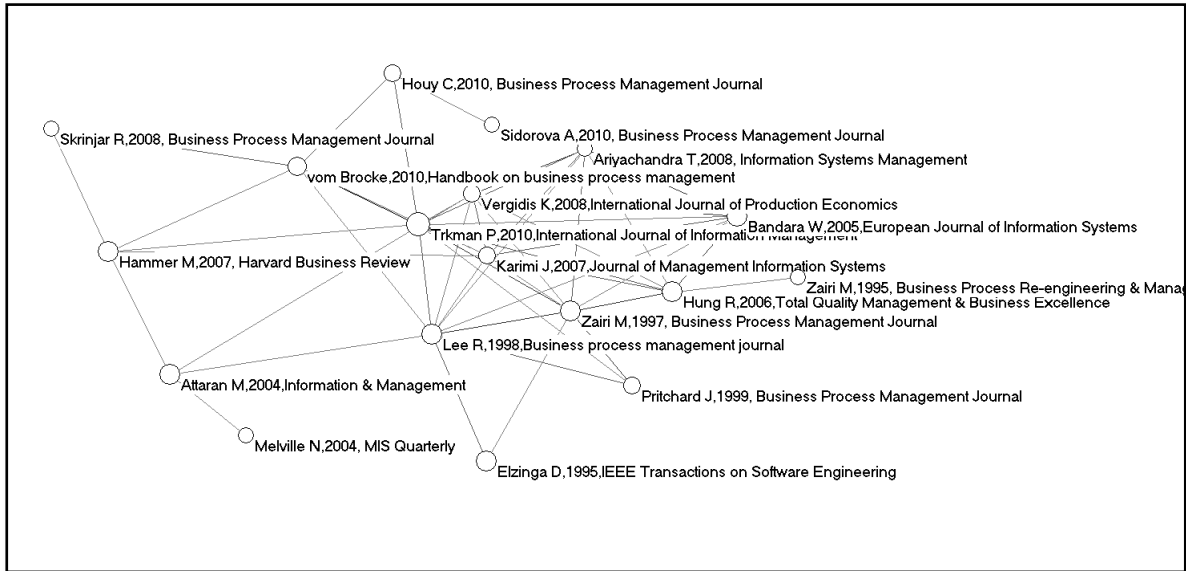 Houy C,2010, Business Process Management Journal
Sidorova A,2010, Business Process Management Journal
Skrinjar R,2008, Business Process Management Journal
Ariyachandra T,2008, Information Systems Management
vom Brocke,2010,Handbook on business process management
Vergidis K,2008,International Journal of Production Economics
Bandara W,2005,European Journal of Information Systems
Trkman P,2010,International Journal of Information Management
Hammer M,2007, Harvard Business Review
Karimi J,2007,Journal of Management Information Systems
Zairi M,1995, Business Process Re-engineering & Manag
Hung R,2006,Total Quality Management & Business Excellence
Zairi M,1997, Business Process Management Journal
Lee R,1998,Business process management journal
Attaran M,2004,Information & Management
Pritchard J,1999, Business Process Management Journal
Melville N,2004, MIS Quarterly
Elzinga D,1995,IEEE Transactions on Software Engineering